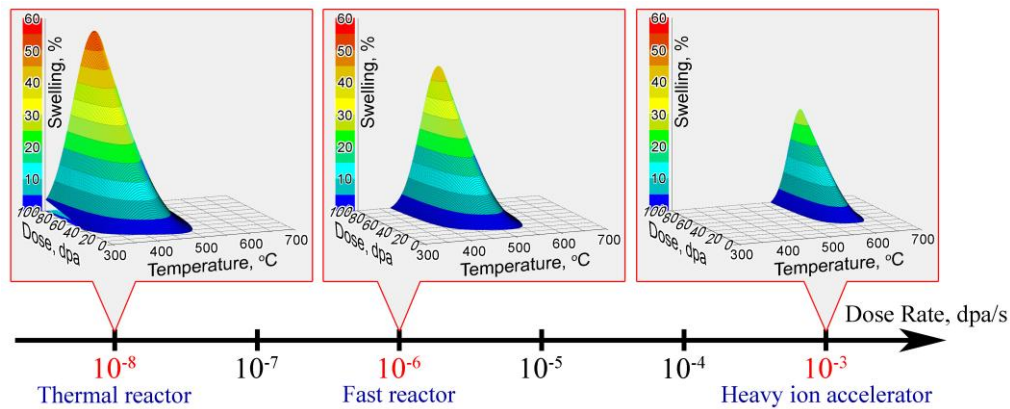 60
50
40
30
20
10
0
Swelling, %
100 80 60 40 20 0
Dose, dpa
300 400 500 600 700
Temperature, °C
60
50
40
30
20
10
0
Swelling, %
100 80 60 40 20 0
Dose, dpa
300 400 500 600 700
Temperature, °C
60
50
40
30
20
10
0
Swelling, %
100 80 60 40 20 0
Dose, dpa
300 400 500 600 700
Temperature, °C
Dose Rate, dpa/s
10⁻⁸ 10⁻⁷ 10⁻⁶ 10⁻⁵ 10⁻⁴ 10⁻³
Thermal reactor Fast reactor Heavy ion accelerator